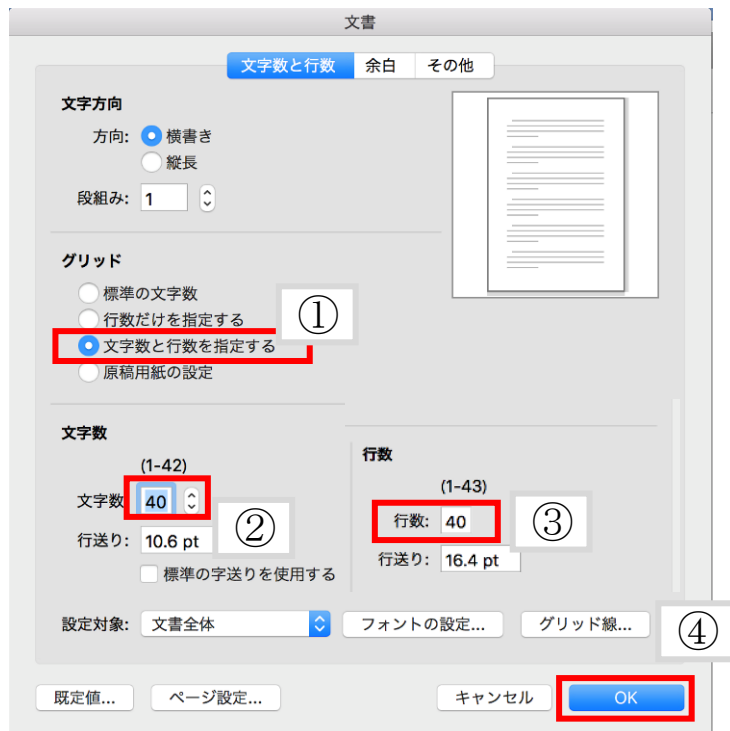 文書
文字数と行数 余白 その他
文字方向
方向: 横書き
縦長
段組み: 1
グリッド
標準の文字数
①
行数だけを指定する
文字数と行数を指定する
原稿用紙の設定
文字数
(1-42)
文字数 40
②
行送り: 10.6 pt
標準の字送りを使用する
行数
(1-43)
行数: 40
③
行送り: 16.4 pt
設定対象: 文書全体 フォントの設定... グリッド線...
④
既定値... ページ設定... キャンセル OK